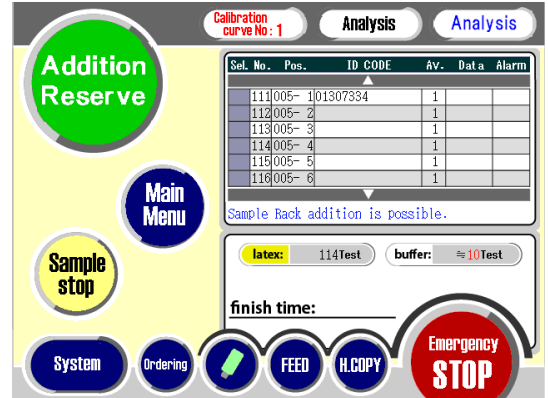 Calibration
curve No: 1
Analysis
Analysis
Addition
Reserve
Sel. No. Pos. ID CODE Av. Data Alarm
111 005- 1 01307334 1
112 005- 2 1
113 005- 3 1
114 005- 4 1
115 005- 5 1
116 005- 6 1
Sample Rack addition is possible.
Main
Menu
Sample
stop
latex: 114Test
buffer: ≒10Test
finish time:
System
Ordering
FEED
H.COPY
Emergency
STOP